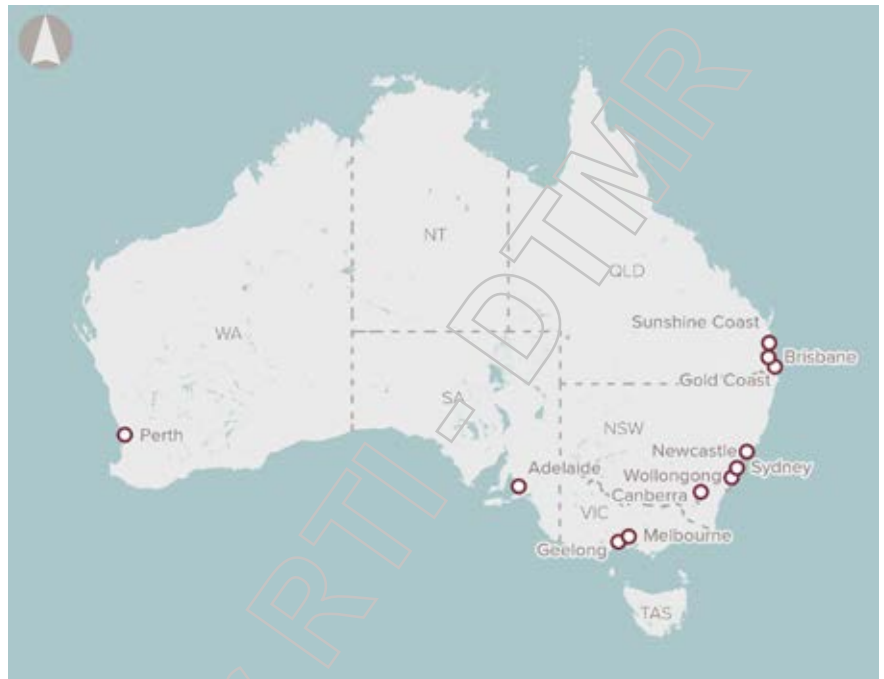 NT
QLD
Sunshine Coast
WA
Brisbane
Gold Coast
SA
NSW
Perth
Newcastle
Adelaide
Sydney
Wollongong
Canberra
VIC
Melbourne
Geelong
TAS
RTI - DTMR